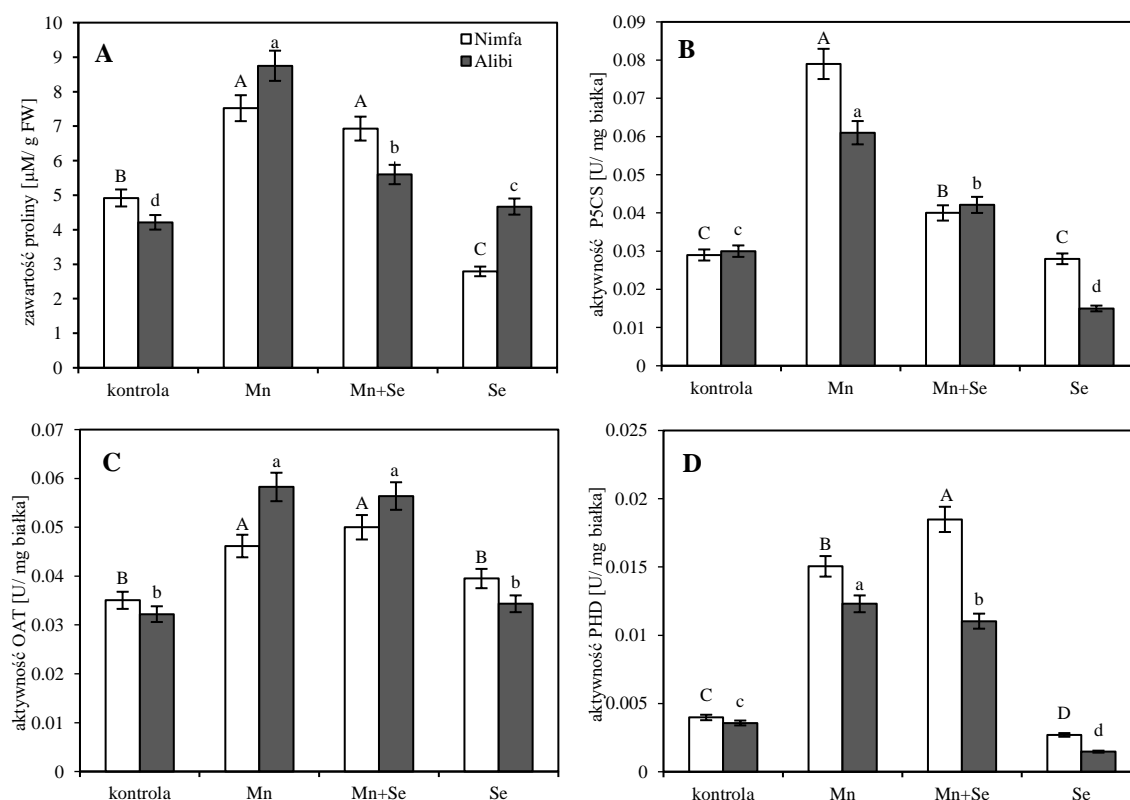 A
Nimfa
Alibi
zawartość proliny [µM/ g FW]
10
9
8
7
6
5
4
3
2
1
0
B
d
A
a
A
b
C
c
kontrola
Mn
Mn+Se
Se
B
aktywność P5CS [U/ mg białka]
0.09
0.08
0.07
0.06
0.05
0.04
0.03
0.02
0.01
0
C
c
A
a
B
b
C
d
kontrola
Mn
Mn+Se
Se
C
aktywność OAT [U/ mg białka]
0.07
0.06
0.05
0.04
0.03
0.02
0.01
0
B
b
A
a
A
a
B
b
kontrola
Mn
Mn+Se
Se
D
aktywność PHD [U/ mg białka]
0.025
0.02
0.015
0.01
0.005
0
C
c
B
a
A
b
D
d
kontrola
Mn
Mn+Se
Se